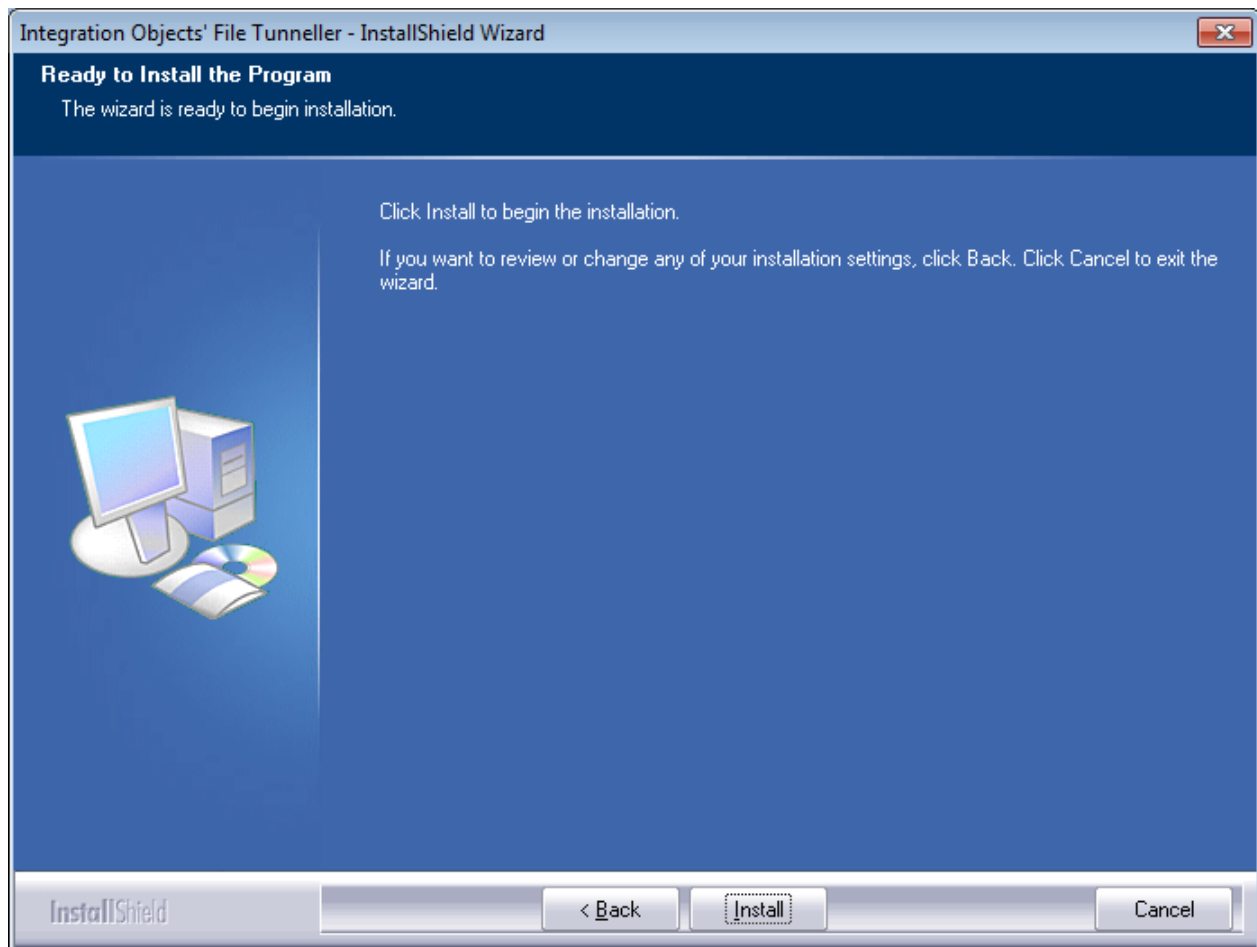 Integration Objects' File Tunneller - InstallShield Wizard
Ready to Install the Program
The wizard is ready to begin installation.
Click Install to begin the installation.
If you want to review or change any of your installation settings, click Back. Click Cancel to exit the
wizard.
InstallShield
< Back
Install
Cancel